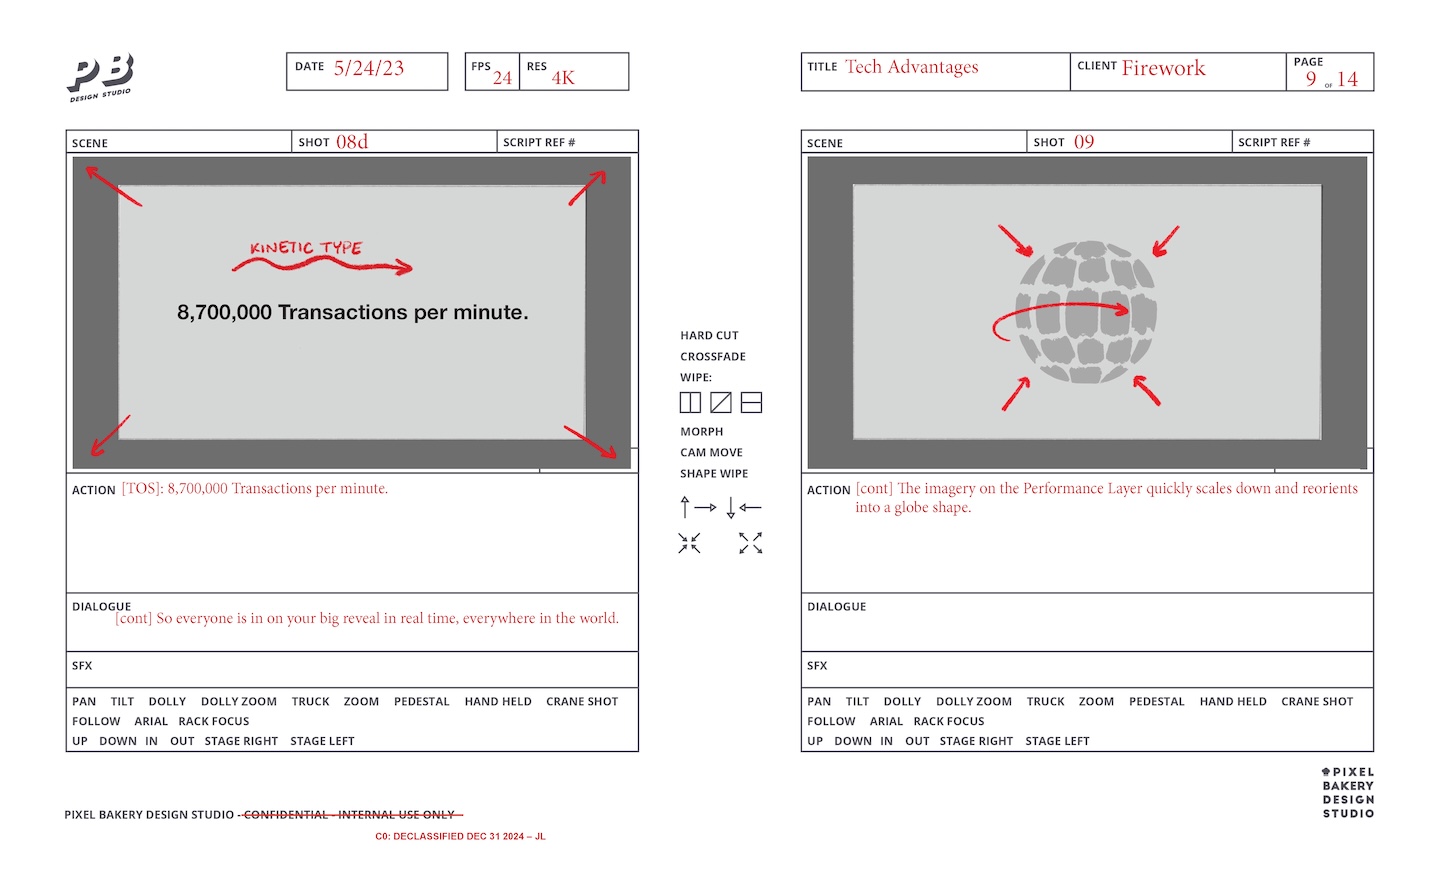 PB
DESIGN STUDIO
DATE 5/24/23
FPS 24
RES 4K
TITLE Tech Advantages
CLIENT Firework
PAGE 9 OF 14
SCENE
SHOT 08d
SCRIPT REF #
KINETIC TYPE
8,700,000 Transactions per minute.
ACTION [TOS]: 8,700,000 Transactions per minute.
DIALOGUE
[cont] So everyone is in on your big reveal in real time, everywhere in the world.
SFX
PAN TILT DOLLY DOLLY ZOOM TRUCK ZOOM PEDESTAL HAND HELD CRANE SHOT
FOLLOW ARIAL RACK FOCUS
UP DOWN IN OUT STAGE RIGHT STAGE LEFT
HARD CUT
CROSSFADE
WIPE:
MORPH
CAM MOVE
SHAPE WIPE
SCENE
SHOT 09
SCRIPT REF #
ACTION [cont] The imagery on the Performance Layer quickly scales down and reorients
into a globe shape.
DIALOGUE
SFX
PAN TILT DOLLY DOLLY ZOOM TRUCK ZOOM PEDESTAL HAND HELD CRANE SHOT
FOLLOW ARIAL RACK FOCUS
UP DOWN IN OUT STAGE RIGHT STAGE LEFT
PIXEL
BAKERY
DESIGN
STUDIO
PIXEL BAKERY DESIGN STUDIO - CONFIDENTIAL - INTERNAL USE ONLY
C0: DECLASSIFIED DEC 31 2024 – JL